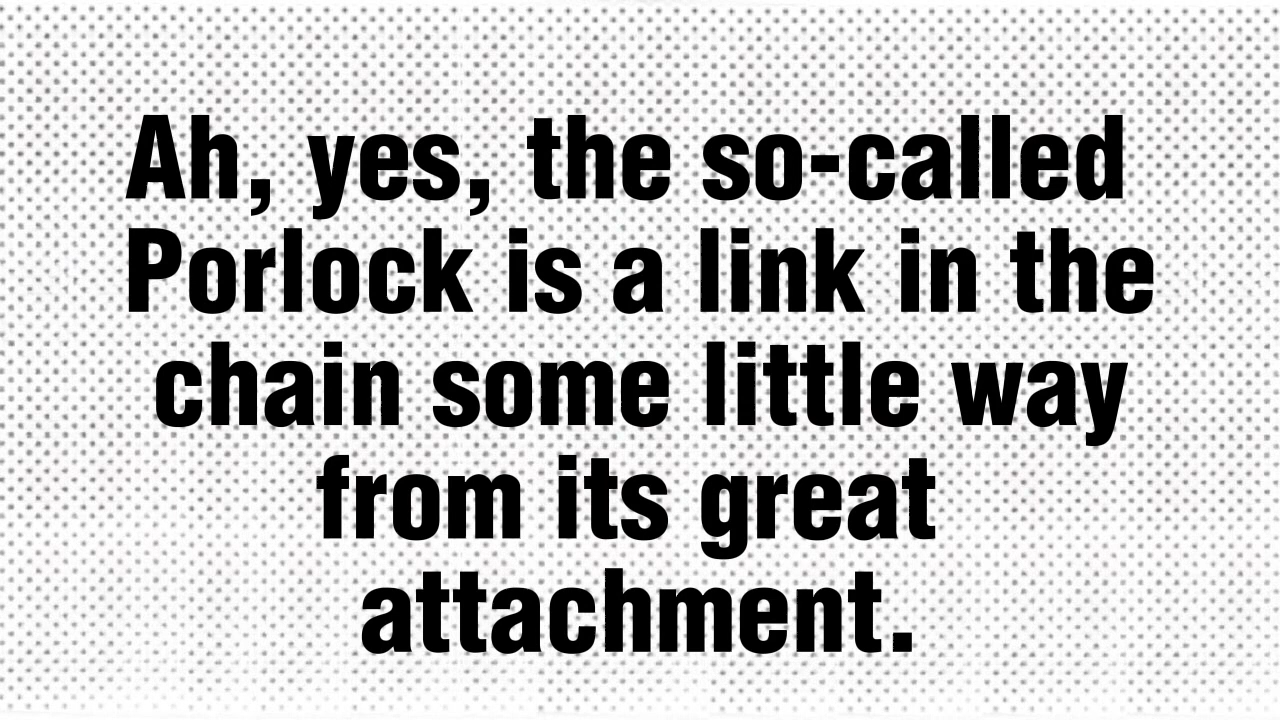 Ah, yes, the so-called
Porlock is a link in the
chain some little way
from its great
attachment.